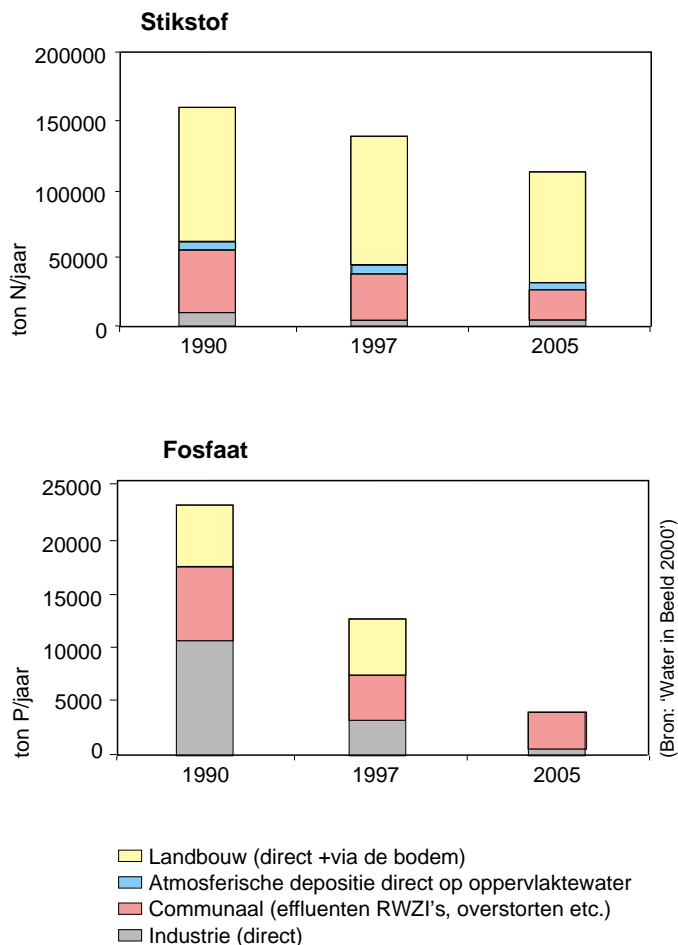 Stikstof
200000
150000
100000
50000
0
ton N/jaar
1990 1997 2005
Fosfaat
25000
20000
15000
10000
5000
0
ton P/jaar
1990 1997 2005
(Bron: 'Water in Beeld 2000')
Landbouw (direct +via de bodem)
Atmosferische depositie direct op oppervlaktewater
Communaal (effluenten RWZI's, overstorten etc.)
Industrie (direct)